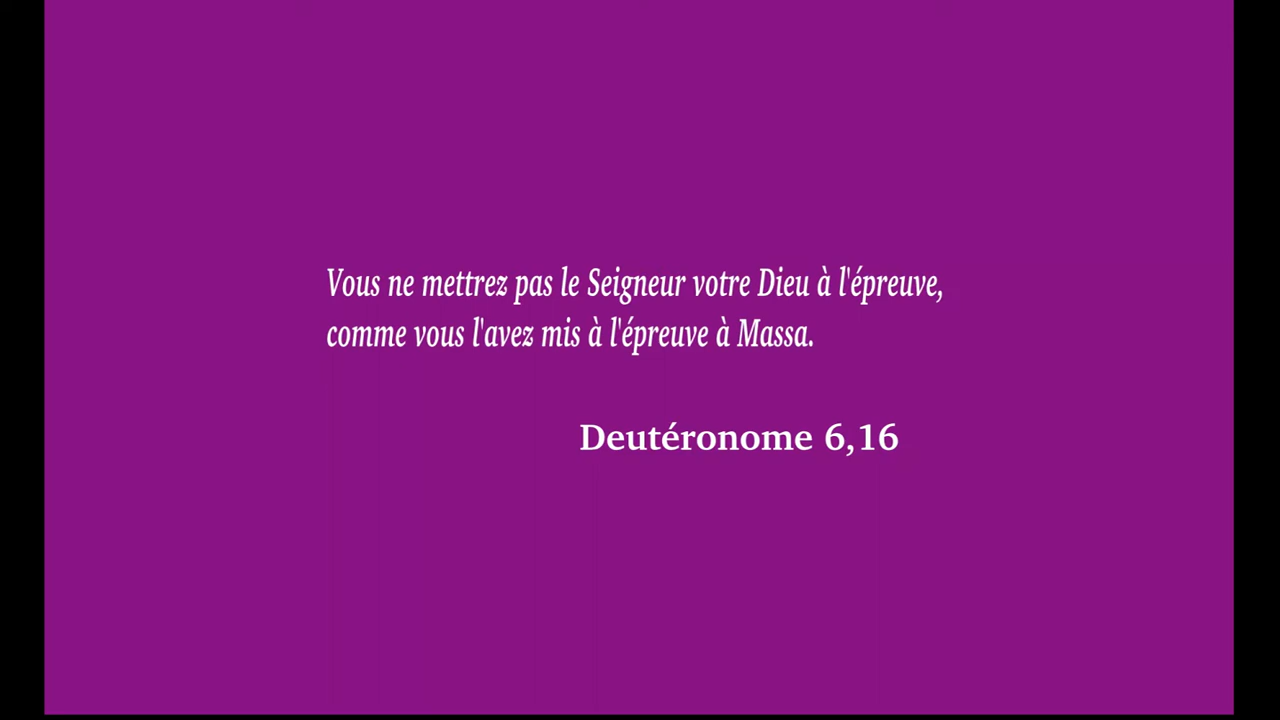 Vous ne mettrez pas le Seigneur votre Dieu à l'épreuve,
comme vous l'avez mis à l'épreuve à Massa.
Deutéronome 6,16